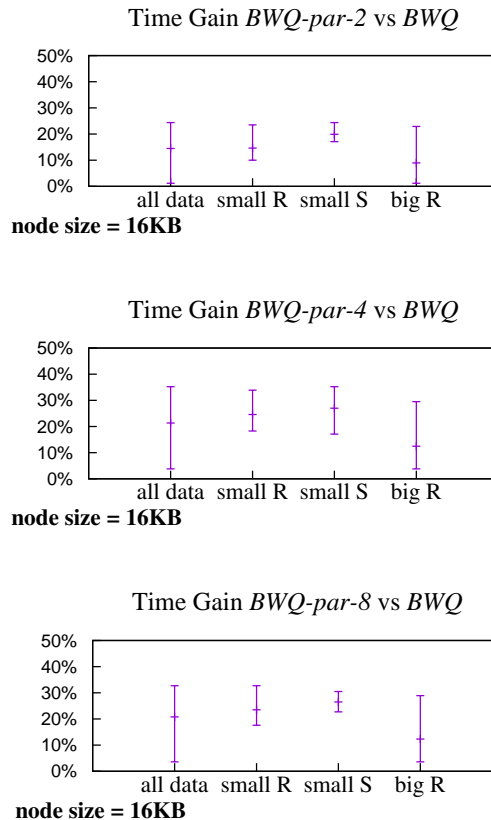 Time Gain BWQ-par-2 vs BWQ
50%
40%
30%
20%
10%
0%
all data small R small S big R
node size = 16KB
Time Gain BWQ-par-4 vs BWQ
50%
40%
30%
20%
10%
0%
all data small R small S big R
node size = 16KB
Time Gain BWQ-par-8 vs BWQ
50%
40%
30%
20%
10%
0%
all data small R small S big R
node size = 16KB